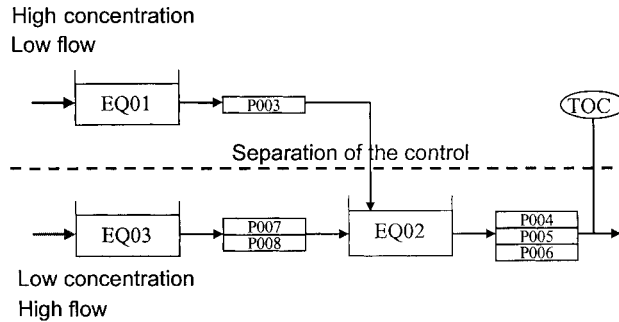 High concentration
Low flow
EQ01
P003
TOC
Separation of the control
EQ03
P007
P008
EQ02
P004
P005
P006
Low concentration
High flow